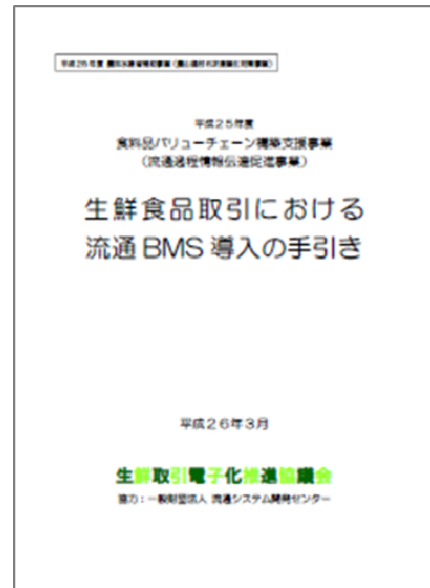 平成25年度
食料品バリューチェーン構築支援事業
（流通過程情報伝達促進事業）
生鮮食品取引における
流通 BMS 導入の手引き
平成26年3月
生鮮取引電子化推進協議会
協力：一般財団法人 流通システム開発センター